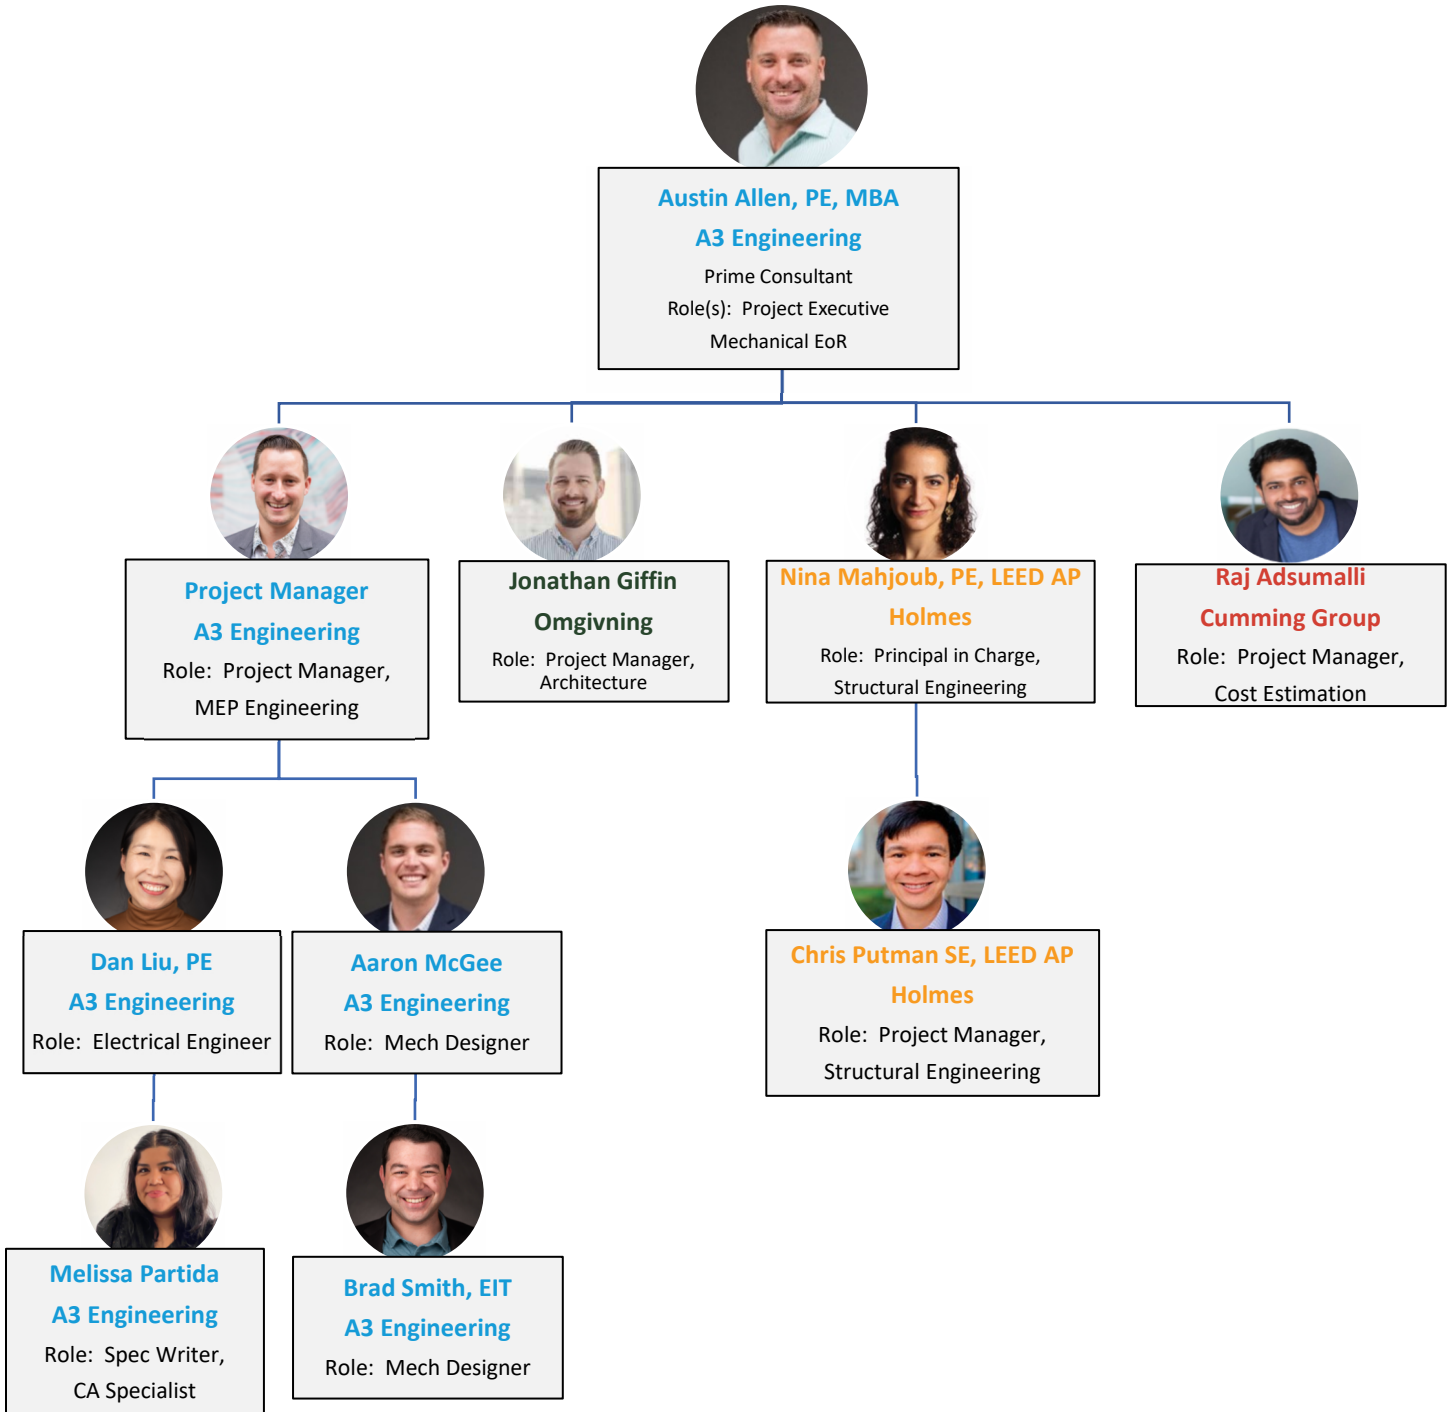 Austin Allen, PE, MBA
A3 Engineering
Prime Consultant
Role(s):  Project Executive
Mechanical EoR
Project Manager
A3 Engineering
Role:  Project Manager,
MEP Engineering
Jonathan Giffin
Omgivning
Role:  Project Manager,
Architecture
Nina Mahjoub, PE, LEED AP
Holmes
Role:  Principal in Charge,
Structural Engineering
Raj Adsumalli
Cumming Group
Role:  Project Manager,
Cost Estimation
Dan Liu, PE
A3 Engineering
Role:  Electrical Engineer
Aaron McGee
A3 Engineering
Role:  Mech Designer
Chris Putman SE, LEED AP
Holmes
Role:  Project Manager,
Structural Engineering
Melissa Partida
A3 Engineering
Role:  Spec Writer,
CA Specialist
Brad Smith, EIT
A3 Engineering
Role:  Mech Designer